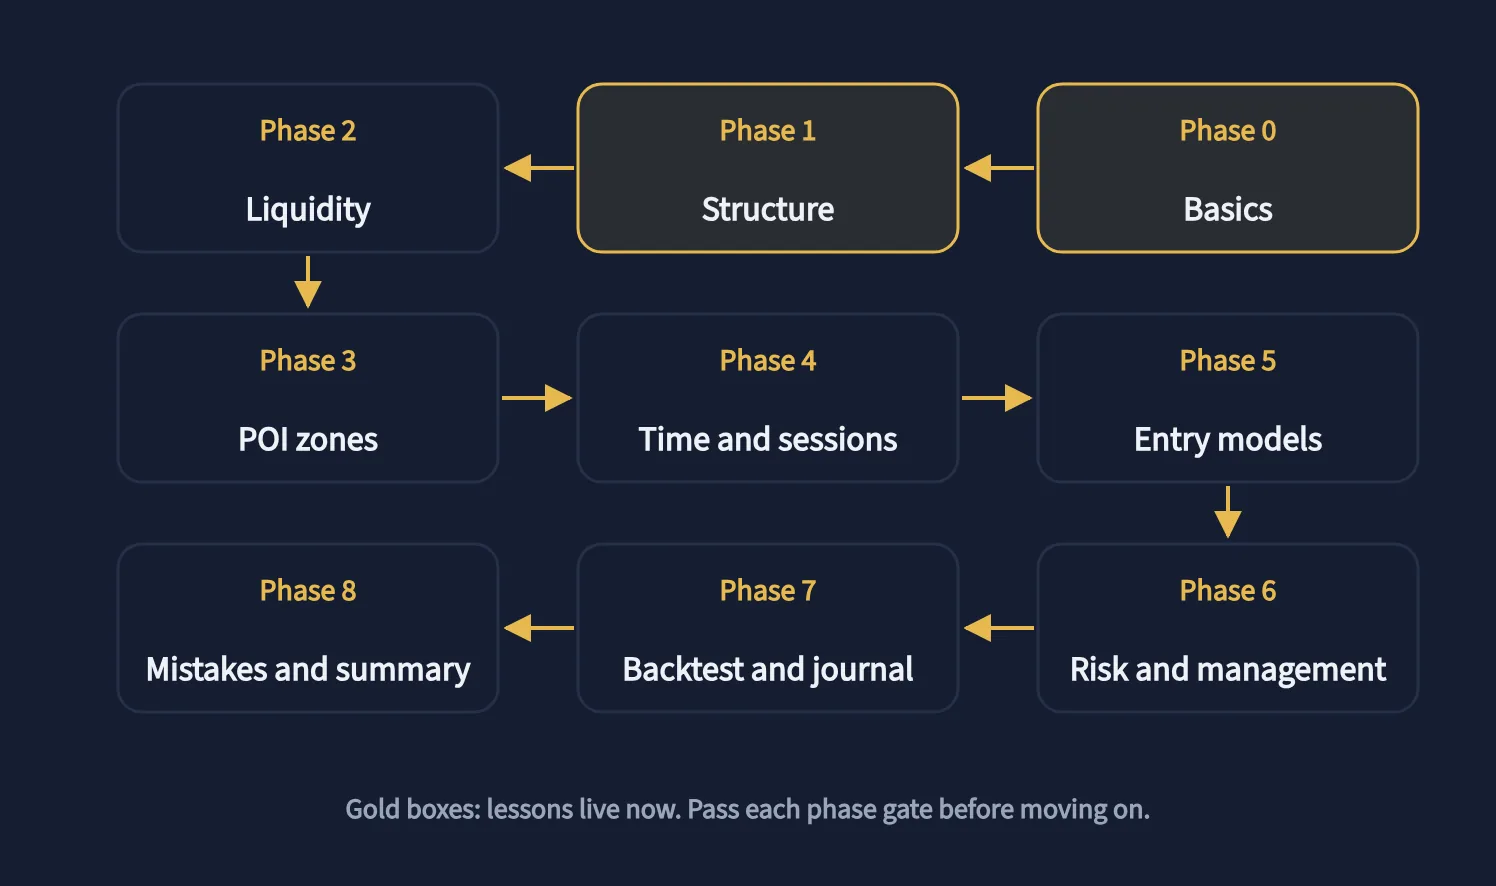 Phase 0
Basics
Phase 1
Structure
Phase 2
Liquidity
Phase 3
POI zones
Phase 4
Time and sessions
Phase 5
Entry models
Phase 6
Risk and management
Phase 7
Backtest and journal
Phase 8
Mistakes and summary
Gold boxes: lessons live now. Pass each phase gate before moving on.